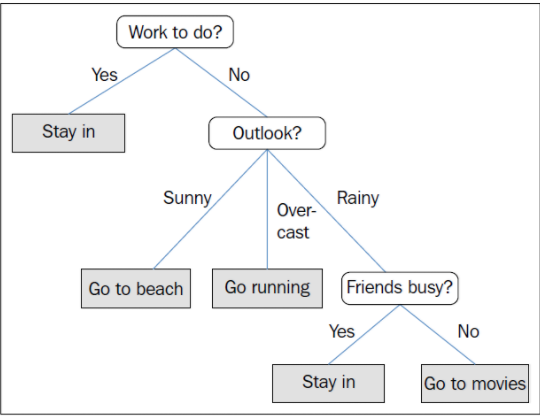 Work to do?
Yes
No
Stay in
Outlook?
Sunny
Over-
cast
Rainy
Go to beach
Go running
Friends busy?
Yes
No
Stay in
Go to movies